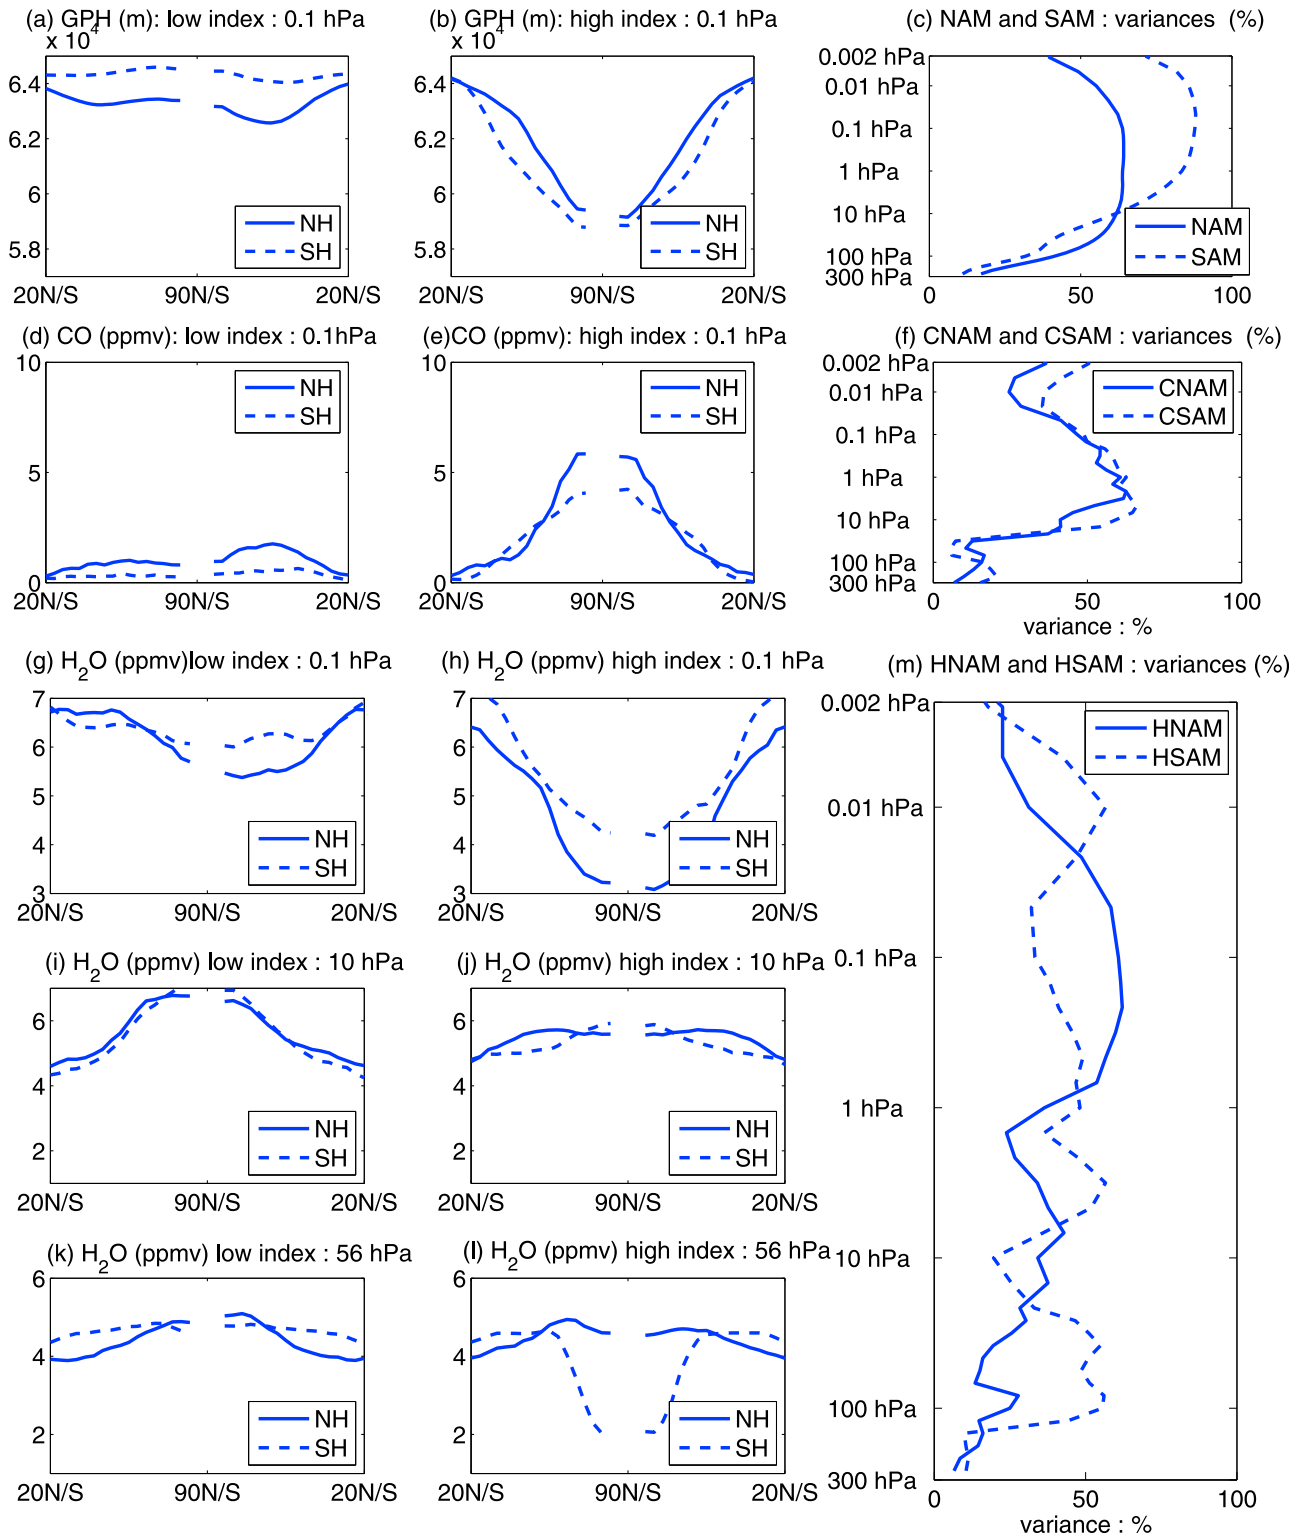 (a) GPH (m): low index : 0.1 hPa
x 10⁴
6.4
6.2
6
5.8
NH
SH
20N/S 90N/S 20N/S
(b) GPH (m): high index : 0.1 hPa
x 10⁴
6.4
6.2
6
5.8
NH
SH
20N/S 90N/S 20N/S
(c) NAM and SAM : variances (%)
0.002 hPa
0.01 hPa
0.1 hPa
1 hPa
10 hPa
100 hPa
300 hPa
NAM
SAM
0 50 100
(d) CO (ppmv): low index : 0.1hPa
10
5
0
NH
SH
20N/S 90N/S 20N/S
(e)CO (ppmv): high index : 0.1 hPa
10
5
0
NH
SH
20N/S 90N/S 20N/S
(f) CNAM and CSAM : variances (%)
0.002 hPa
0.01 hPa
0.1 hPa
1 hPa
10 hPa
100 hPa
300 hPa
CNAM
CSAM
0 50 100
variance : %
(g) H₂O (ppmv)low index : 0.1 hPa
7
6
5
4
3
NH
SH
20N/S 90N/S 20N/S
(h) H₂O (ppmv) high index : 0.1 hPa
7
6
5
4
3
NH
SH
20N/S 90N/S 20N/S
(m) HNAM and HSAM : variances (%)
0.002 hPa
0.01 hPa
0.1 hPa
1 hPa
10 hPa
100 hPa
300 hPa
HNAM
HSAM
0 50 100
variance : %
(i) H₂O (ppmv) low index : 10 hPa
6
4
2
NH
SH
20N/S 90N/S 20N/S
(j) H₂O (ppmv) high index : 10 hPa
6
4
2
NH
SH
20N/S 90N/S 20N/S
(k) H₂O (ppmv) low index : 56 hPa
6
4
2
NH
SH
20N/S 90N/S 20N/S
(l) H₂O (ppmv) high index : 56 hPa
6
4
2
NH
SH
20N/S 90N/S 20N/S